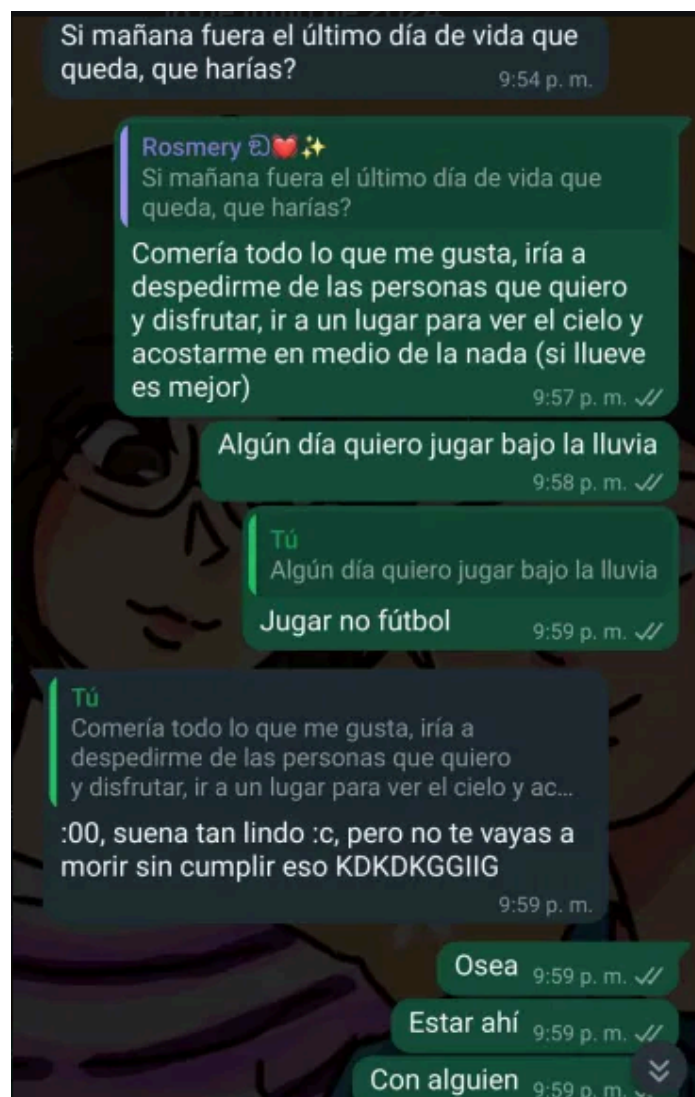 Si mañana fuera el último día de vida que
queda, que harías?
9:54 p. m.
Rosmery ❤️✨
Si mañana fuera el último día de vida que
queda, que harías?
Comería todo lo que me gusta, iría a
despedirme de las personas que quiero
y disfrutar, ir a un lugar para ver el cielo y
acostarme en medio de la nada (si llueve
es mejor)
9:57 p. m.
Algún día quiero jugar bajo la lluvia
9:58 p. m.
Tú
Algún día quiero jugar bajo la lluvia
Jugar no fútbol
9:59 p. m.
Tú
Comería todo lo que me gusta, iría a
despedirme de las personas que quiero
y disfrutar, ir a un lugar para ver el cielo y ac...
:00, suena tan lindo :c, pero no te vayas a
morir sin cumplir eso KDKDKGGIIG
9:59 p. m.
Osea 9:59 p. m.
Estar ahí 9:59 p. m.
Con alguien 9:59 p. m.